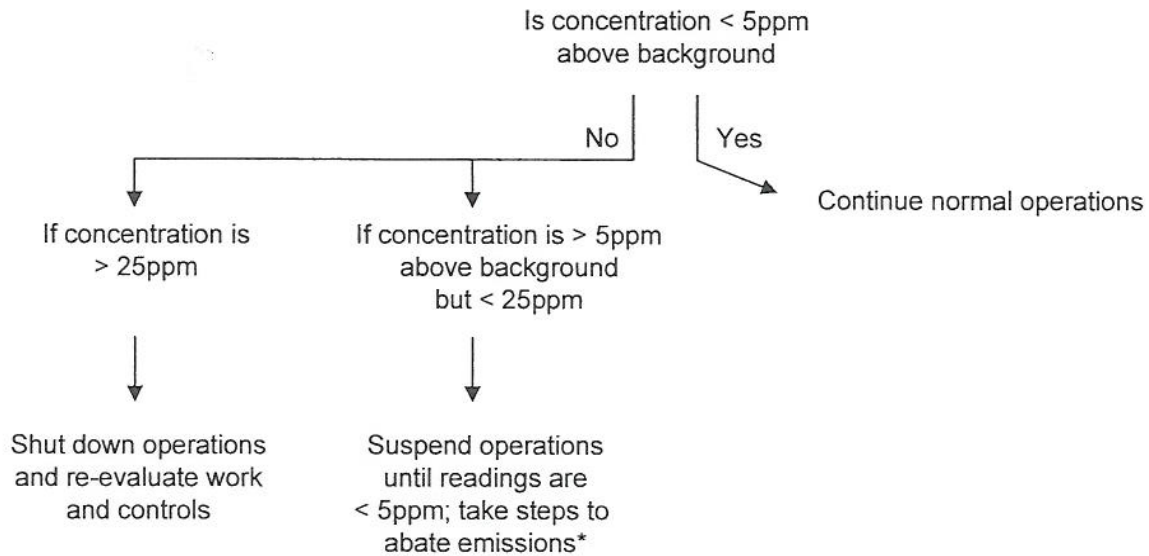 Is concentration < 5ppm
above background
No
Yes
Continue normal operations
If concentration is
> 25ppm
If concentration is > 5ppm
above background
but < 25ppm
Shut down operations
and re-evaluate work
and controls
Suspend operations
until readings are
< 5ppm; take steps to
abate emissions*